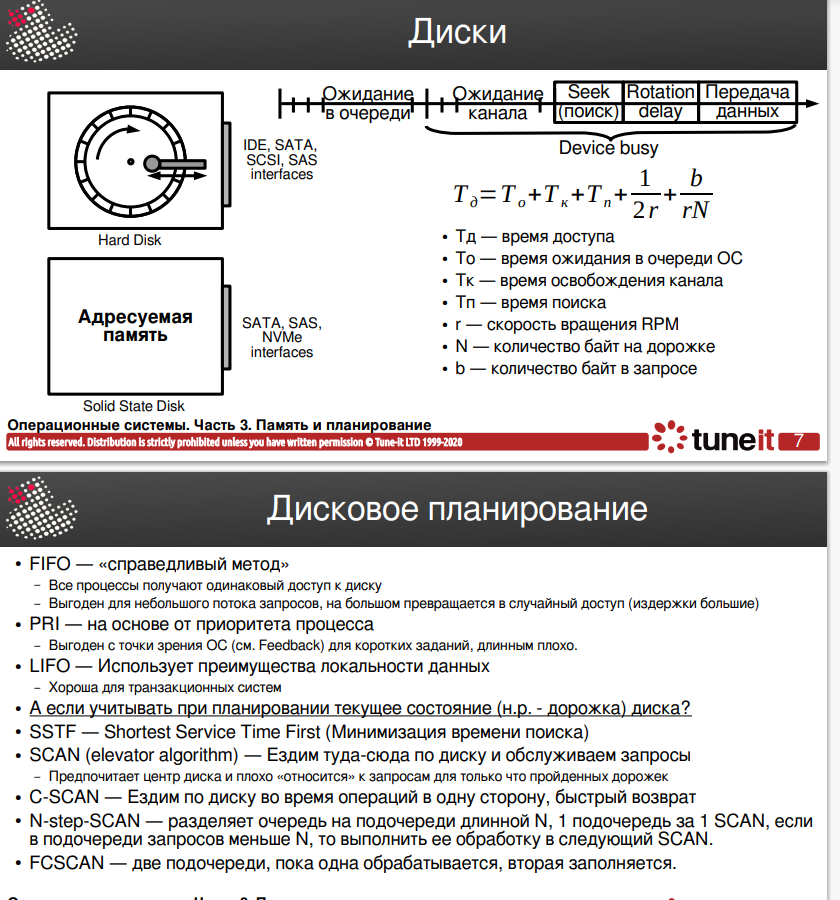 Диски
Ожидание
в очереди
Ожидание
канала
Seek
(поиск)
Rotation
delay
Передача
данных
Device busy
IDE, SATA,
SCSI, SAS
interfaces
Hard Disk
Tд=Tо+Tк+Tп+1/2r+b/rN
• Тд — время доступа
• То — время ожидания в очереди ОС
• Тк — время освобождения канала
• Тп — время поиска
• r — скорость вращения RPM
• N — количество байт на дорожке
• b — количество байт в запросе
Адресуемая
память
SATA, SAS,
NVMe
interfaces
Solid State Disk
Операционные системы. Часть 3. Память и планирование
All rights reserved. Distribution is strictly prohibited unless you have written permission © Tune-it LTD 1999-2020
tuneit
7
Дисковое планирование
• FIFO — «справедливый метод»
– Все процессы получают одинаковый доступ к диску
– Выгоден для небольшого потока запросов, на большом превращается в случайный доступ (издержки большие)
• PRI — на основе от приоритета процесса
– Выгоден с точки зрения ОС (см. Feedback) для коротких заданий, длинным плохо.
• LIFO — Использует преимущества локальности данных
– Хороша для транзакционных систем
• А если учитывать при планировании текущее состояние (н.р. - дорожка) диска?
• SSTF — Shortest Service Time First (Минимизация времени поиска)
• SCAN (elevator algorithm) — Ездим туда-сюда по диску и обслуживаем запросы
– Предпочитает центр диска и плохо «относится» к запросам для только что пройденных дорожек
• C-SCAN — Ездим по диску во время операций в одну сторону, быстрый возврат
• N-step-SCAN — разделяет очередь на подочереди длинной N, 1 подочередь за 1 SCAN, если
в подочереди запросов меньше N, то выполнить ее обработку в следующий SCAN.
• FCSCAN — две подочереди, пока одна обрабатывается, вторая заполняется.